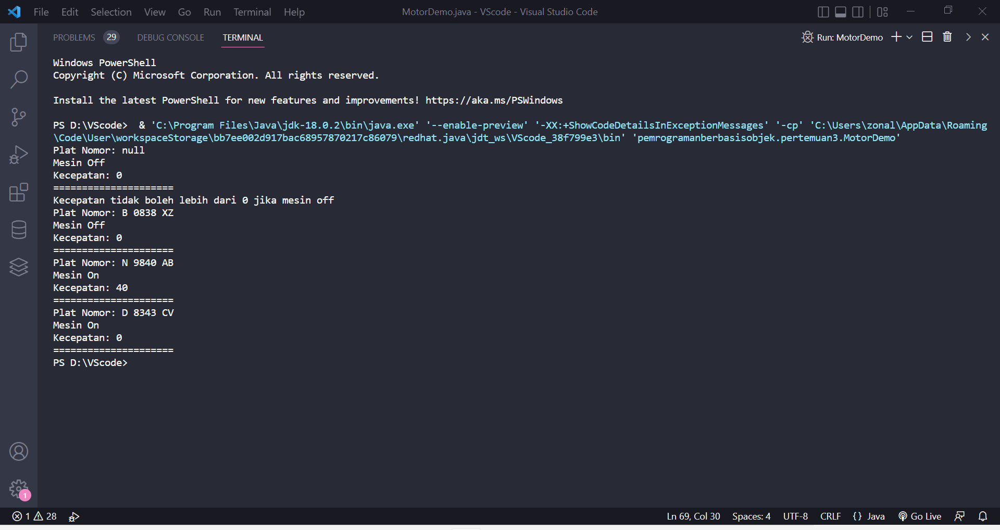 File Edit Selection View Go Run Terminal Help MotorDemo.java - VScode - Visual Studio Code
PROBLEMS 29 DEBUG CONSOLE TERMINAL Run: MotorDemo
Windows PowerShell
Copyright (C) Microsoft Corporation. All rights reserved.
Install the latest PowerShell for new features and improvements! https://aka.ms/PSWindows
PS D:\VScode>  & 'C:\Program Files\Java\jdk-18.0.2\bin\java.exe' '--enable-preview' '-XX:+ShowCodeDetailsInExceptionMessages' '-cp' 'C:\Users\zonal\AppData\Roaming
\Code\User\workspaceStorage\bb7ee002d917bac68957870217c86079\redhat.java\jdt_ws\VScode_38f799e3\bin' 'pemrogramanberbasisobjek.pertemuan3.MotorDemo'
Plat Nomor: null
Mesin Off
Kecepatan: 0
=====================
Kecepatan tidak boleh lebih dari 0 jika mesin off
Plat Nomor: B 0838 XZ
Mesin Off
Kecepatan: 0
=====================
Plat Nomor: N 9840 AB
Mesin On
Kecepatan: 40
=====================
Plat Nomor: D 8343 CV
Mesin On
Kecepatan: 0
=====================
PS D:\VScode>
1
1 28 Ln 69, Col 30 Spaces: 4 UTF-8 CRLF {} Java Go Live